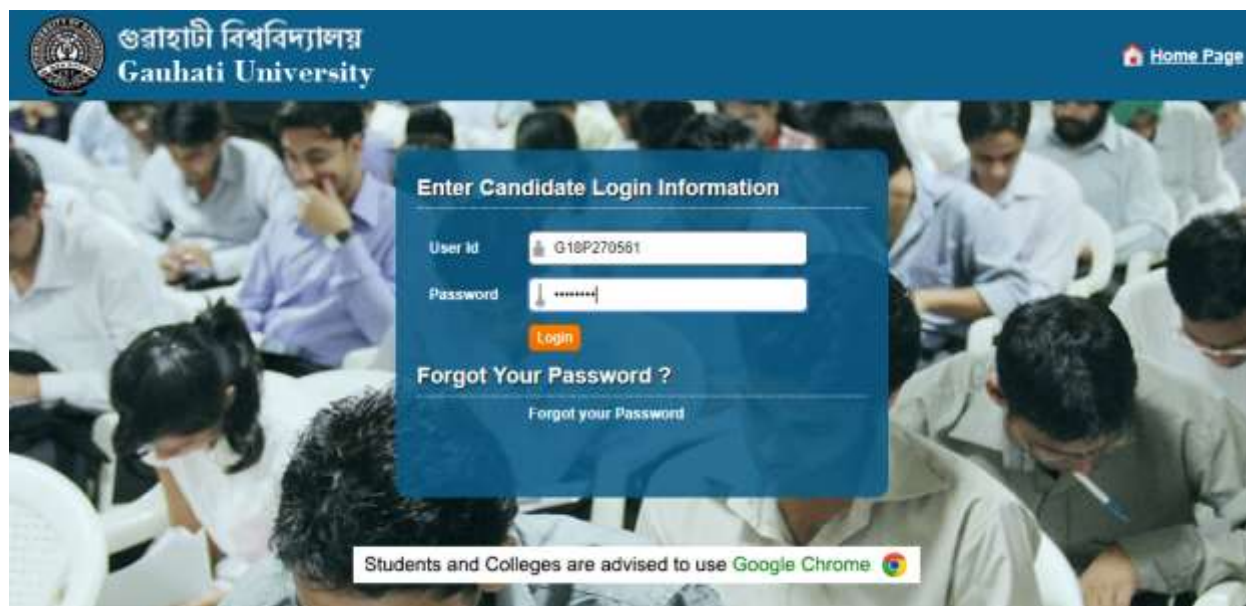 গুৱাহাটী বিশ্ববিদ্যালয়
Gauhati University
Home Page
Enter Candidate Login Information
User Id G18P270561
Password ••••••••
Login
Forgot Your Password ?
Forgot your Password
Students and Colleges are advised to use Google Chrome